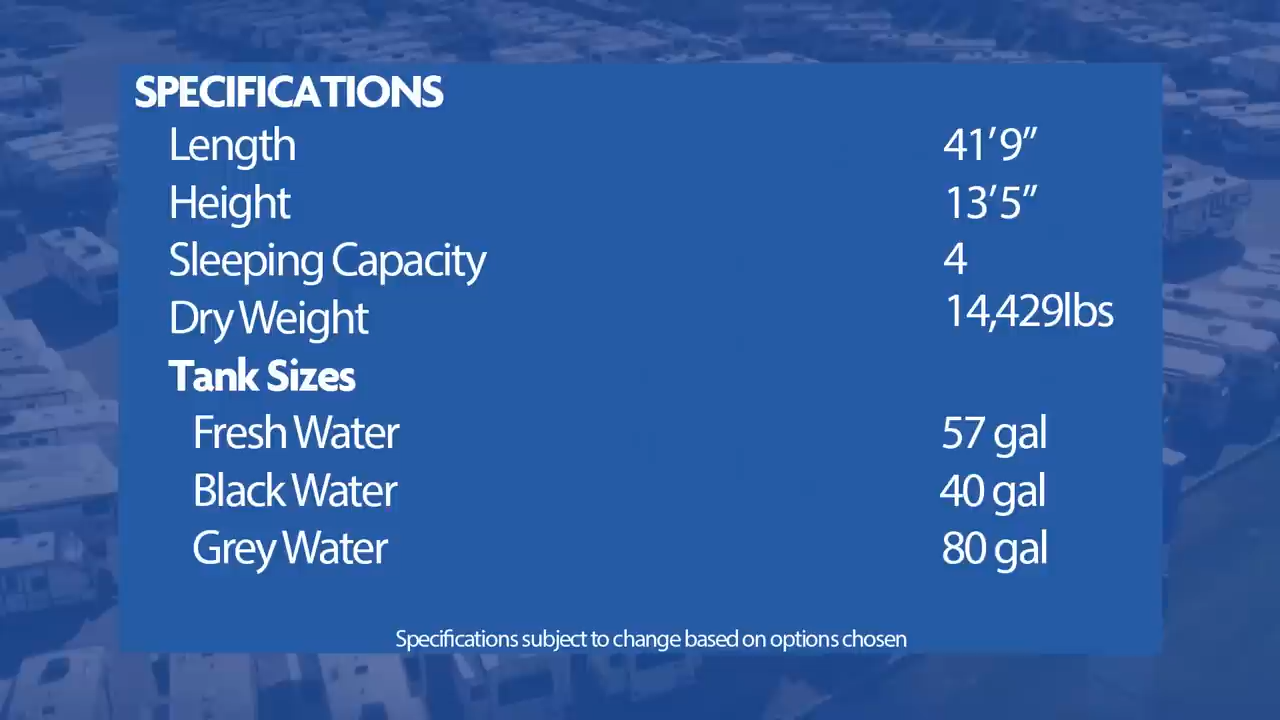 SPECIFICATIONS
Length 41’9”
Height 13’5”
Sleeping Capacity 4
Dry Weight 14,429lbs
Tank Sizes
Fresh Water 57 gal
Black Water 40 gal
Grey Water 80 gal
Specifications subject to change based on options chosen